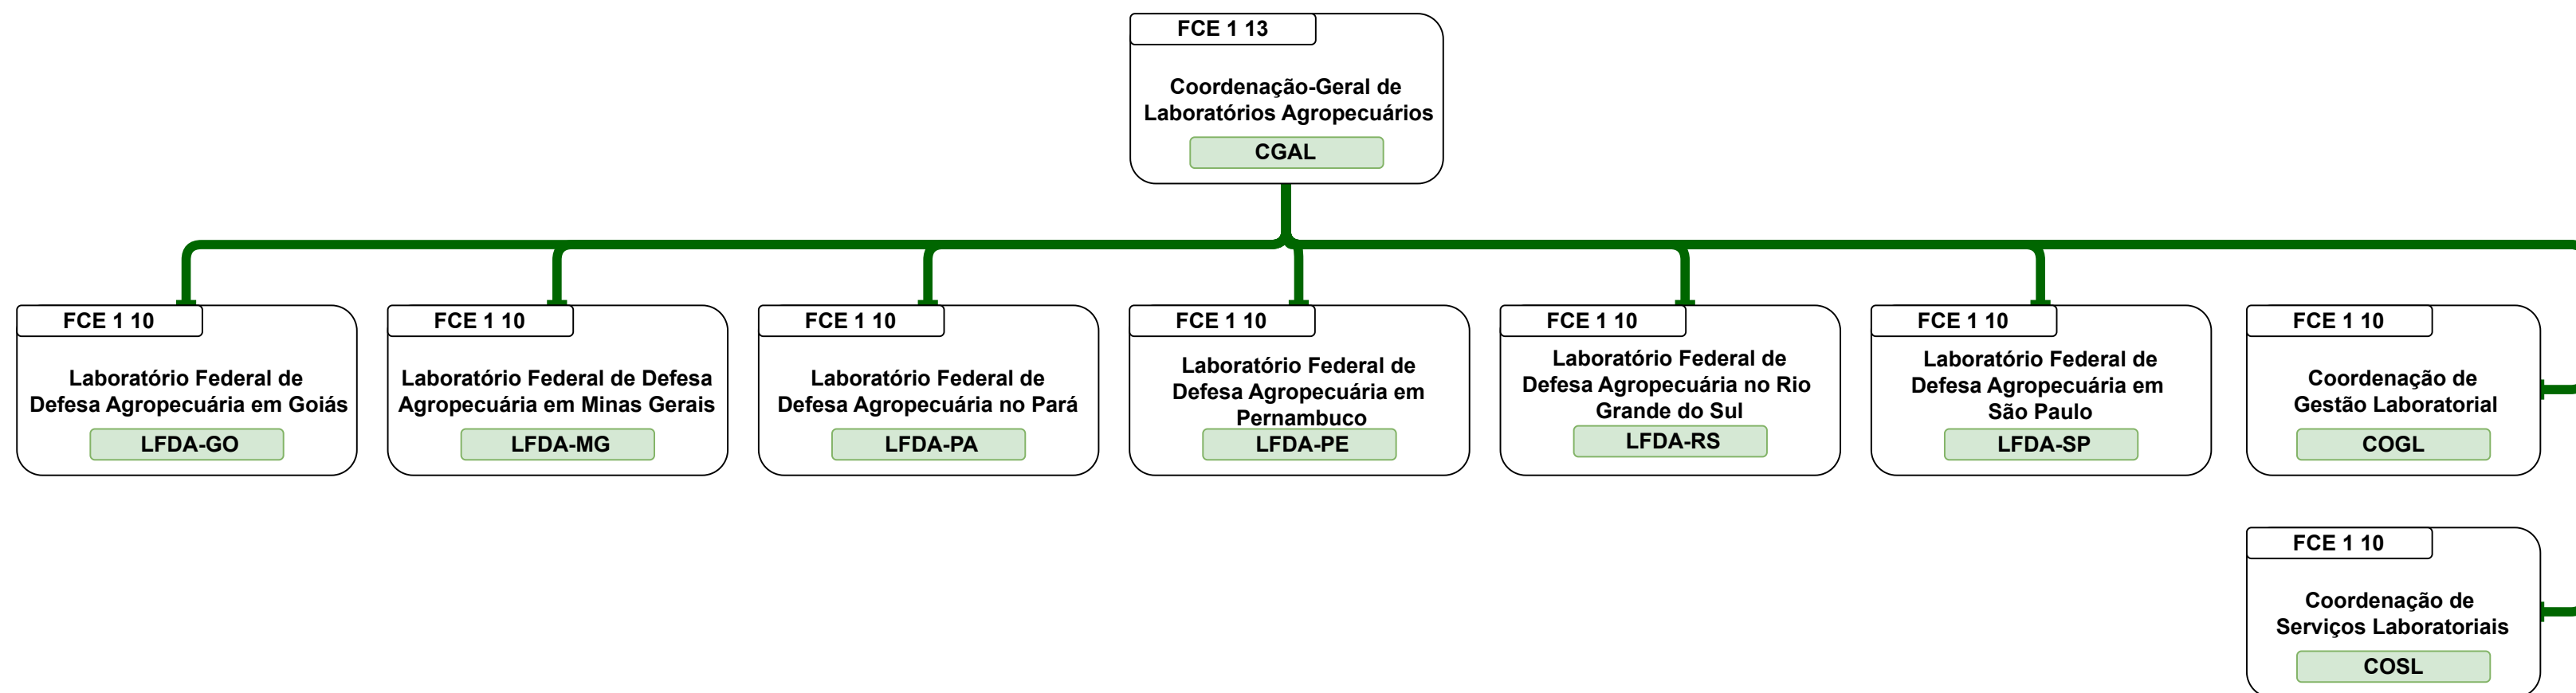 FCE 1 13
Coordenação-Geral de
Laboratórios Agropecuários
CGAL
FCE 1 10
Laboratório Federal de
Defesa Agropecuária em Goiás
LFDA-GO
FCE 1 10
Laboratório Federal de Defesa
Agropecuária em Minas Gerais
LFDA-MG
FCE 1 10
Laboratório Federal de
Defesa Agropecuária no Pará
LFDA-PA
FCE 1 10
Laboratório Federal de
Defesa Agropecuária em
Pernambuco
LFDA-PE
FCE 1 10
Laboratório Federal de
Defesa Agropecuária no Rio
Grande do Sul
LFDA-RS
FCE 1 10
Laboratório Federal de
Defesa Agropecuária em
São Paulo
LFDA-SP
FCE 1 10
Coordenação de
Gestão Laboratorial
COGL
FCE 1 10
Coordenação de
Serviços Laboratoriais
COSL